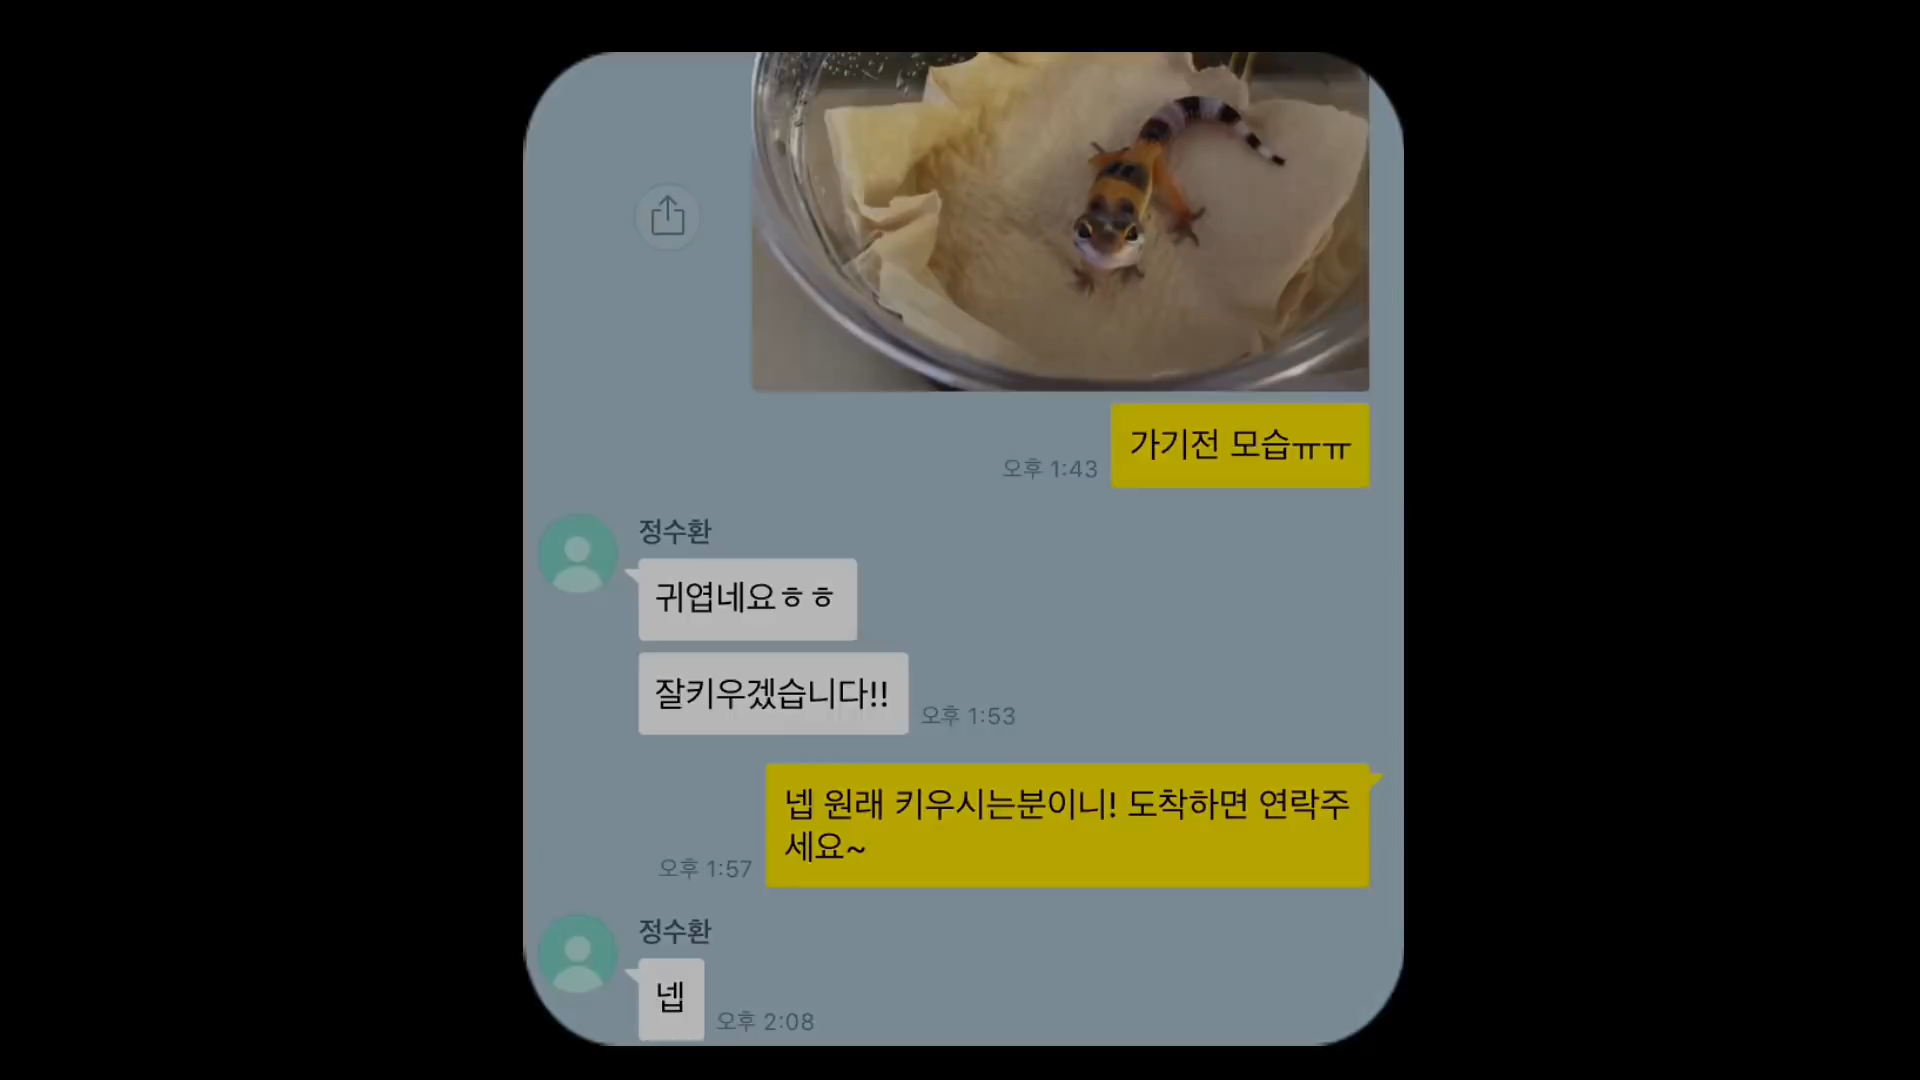 가기전 모습ㅠㅠ
오후 1:43
정수환
귀엽네요ㅎㅎ
잘키우겠습니다!!
오후 1:53
넵 원래 키우시는분이니! 도착하면 연락주
세요~
오후 1:57
정수환
넵
오후 2:08